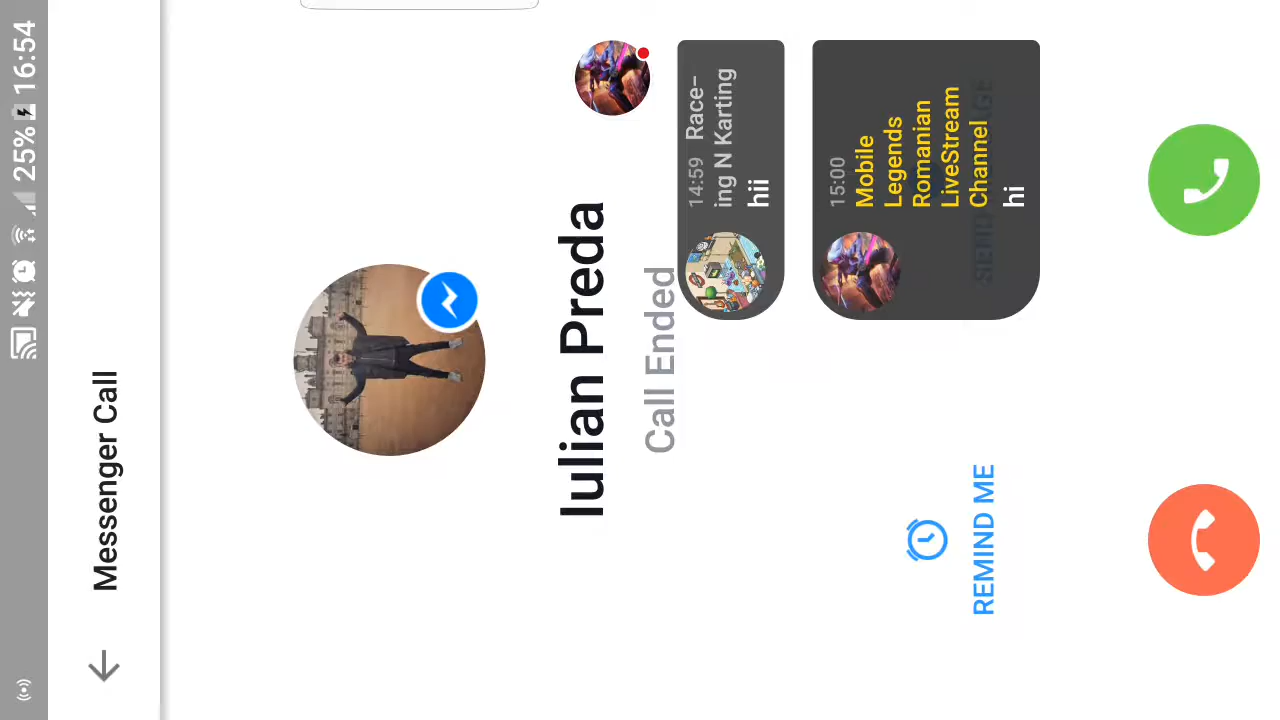 25% 16:54
Messenger Call
Iulian Preda
Call Ended
14:59 Race-
ing N Karting
hii
15:00
Mobile
Legends
Romanian
LiveStream
Channel
hi
REMIND ME